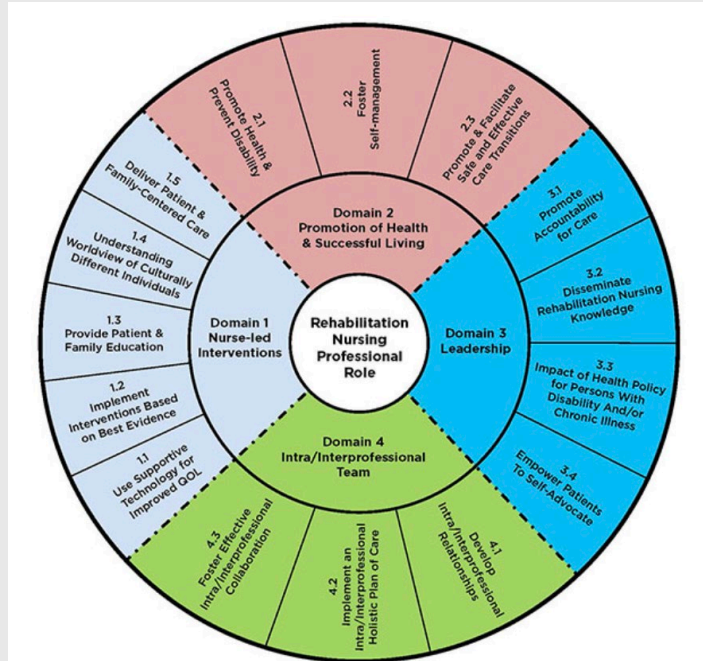 Rehabilitation
Nursing
Professional
Role
Domain 1
Nurse-led
Interventions
1.1
Use Supportive
Technology for
Improved QOL
1.2
Implement
Interventions Based
on Best Evidence
1.3
Provide Patient &
Family Education
1.4
Understanding
Worldview of Culturally
Different Individuals
1.5
Deliver Patient &
Family-Centered Care
Domain 2
Promotion of Health
& Successful Living
2.1
Promote Health &
Prevent Disability
2.2
Foster
Self-management
2.3
Promote & Facilitate
Safe and Effective
Care Transitions
Domain 3
Leadership
3.1
Promote
Accountability
for Care
3.2
Disseminate
Rehabilitation Nursing
Knowledge
3.3
Impact of Health Policy
for Persons With
Disability And/or
Chronic Illness
3.4
Empower Patients
To Self-Advocate
Domain 4
Intra/Interprofessional
Team
4.1
Develop
Intra/Interprofessional
Relationships
4.2
Implement an
Intra/Interprofessional
Holistic Plan of Care
4.3
Foster Effective
Intra/Interprofessional
Collaboration